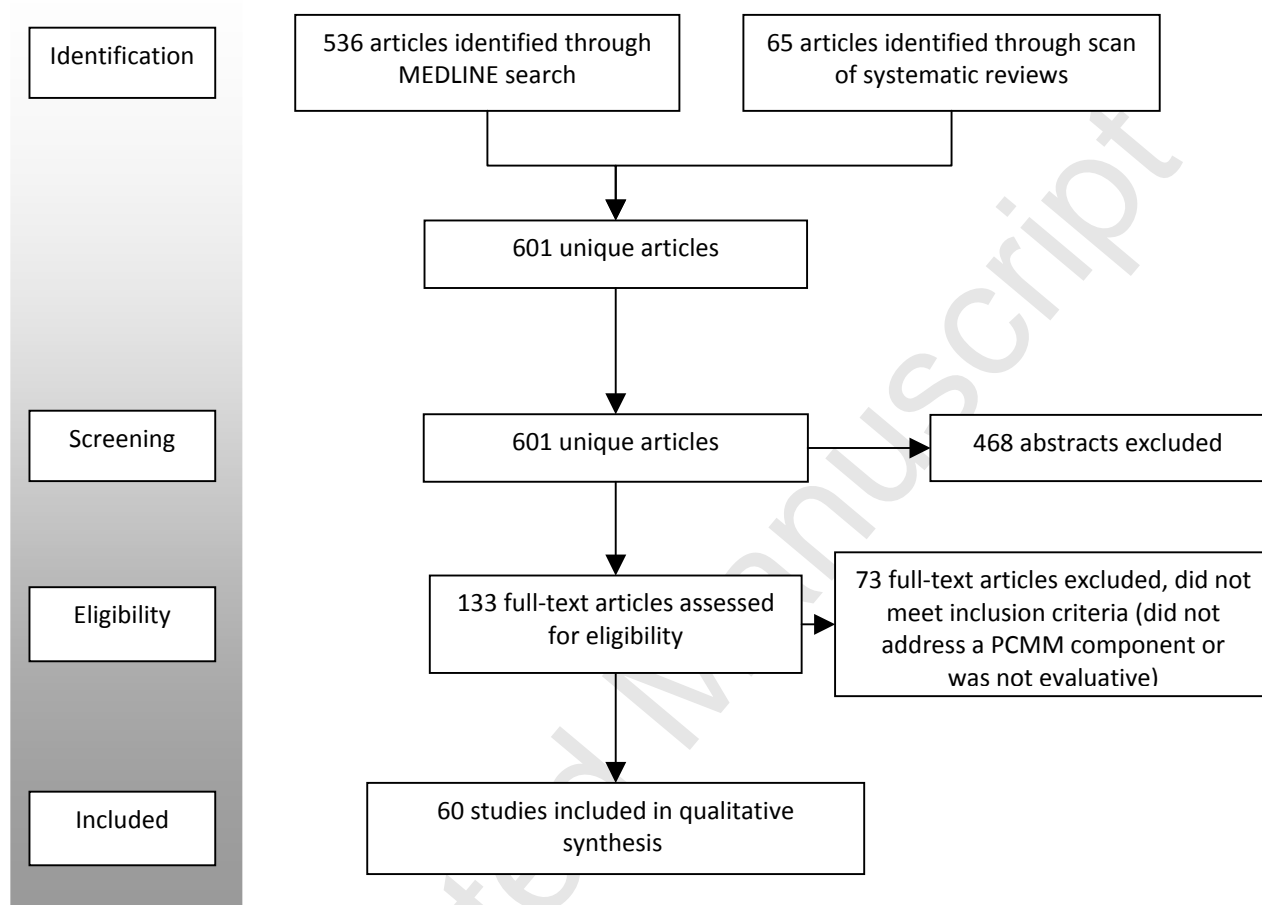 Identification
536 articles identified through
MEDLINE search
65 articles identified through scan
of systematic reviews
601 unique articles
Screening
601 unique articles
468 abstracts excluded
Eligibility
133 full-text articles assessed
for eligibility
73 full-text articles excluded, did not
meet inclusion criteria (did not
address a PCMM component or
was not evaluative)
Included
60 studies included in qualitative
synthesis
ted Manuscript